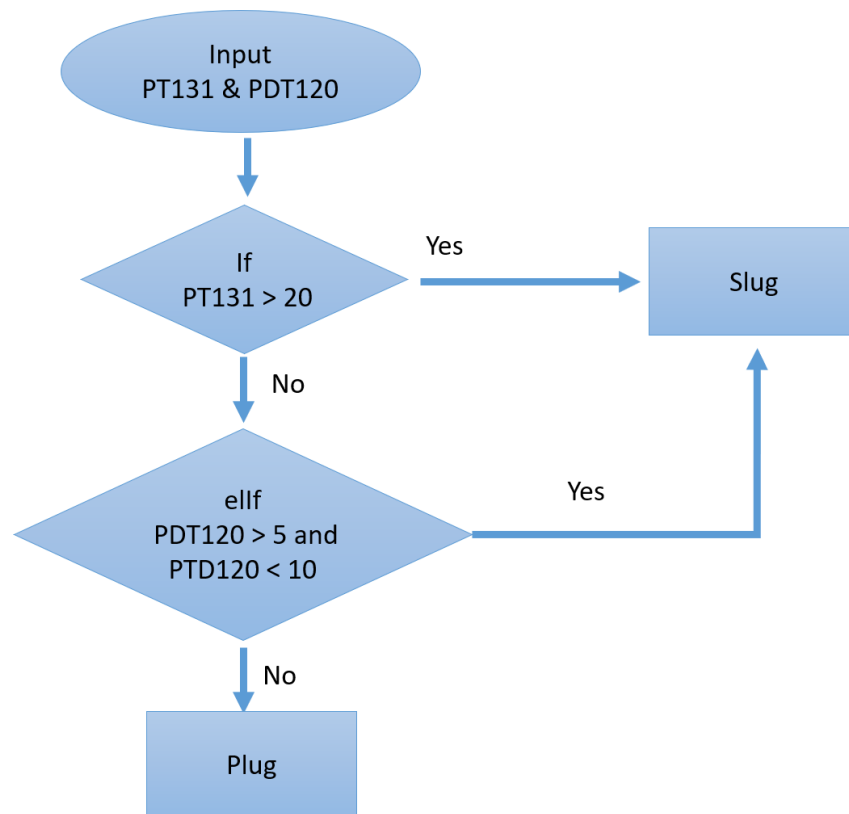 Input
PT131 & PDT120
If
PT131 > 20
Yes
Slug
No
elIf
PDT120 > 5 and
PTD120 < 10
Yes
No
Plug